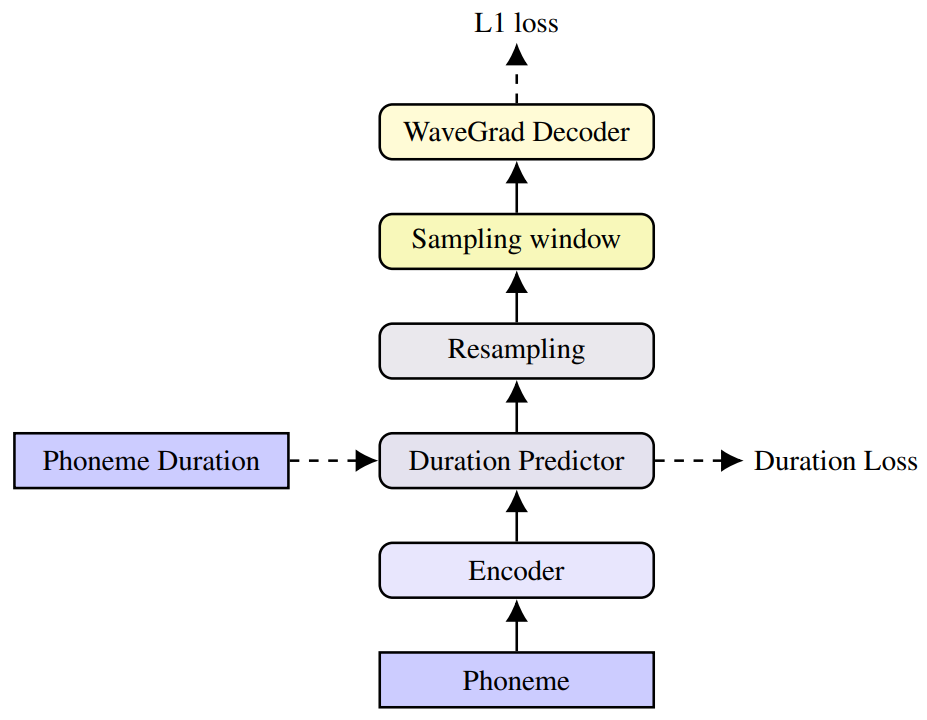 L1 loss
WaveGrad Decoder
Sampling window
Resampling
Phoneme Duration
Duration Predictor
Duration Loss
Encoder
Phoneme